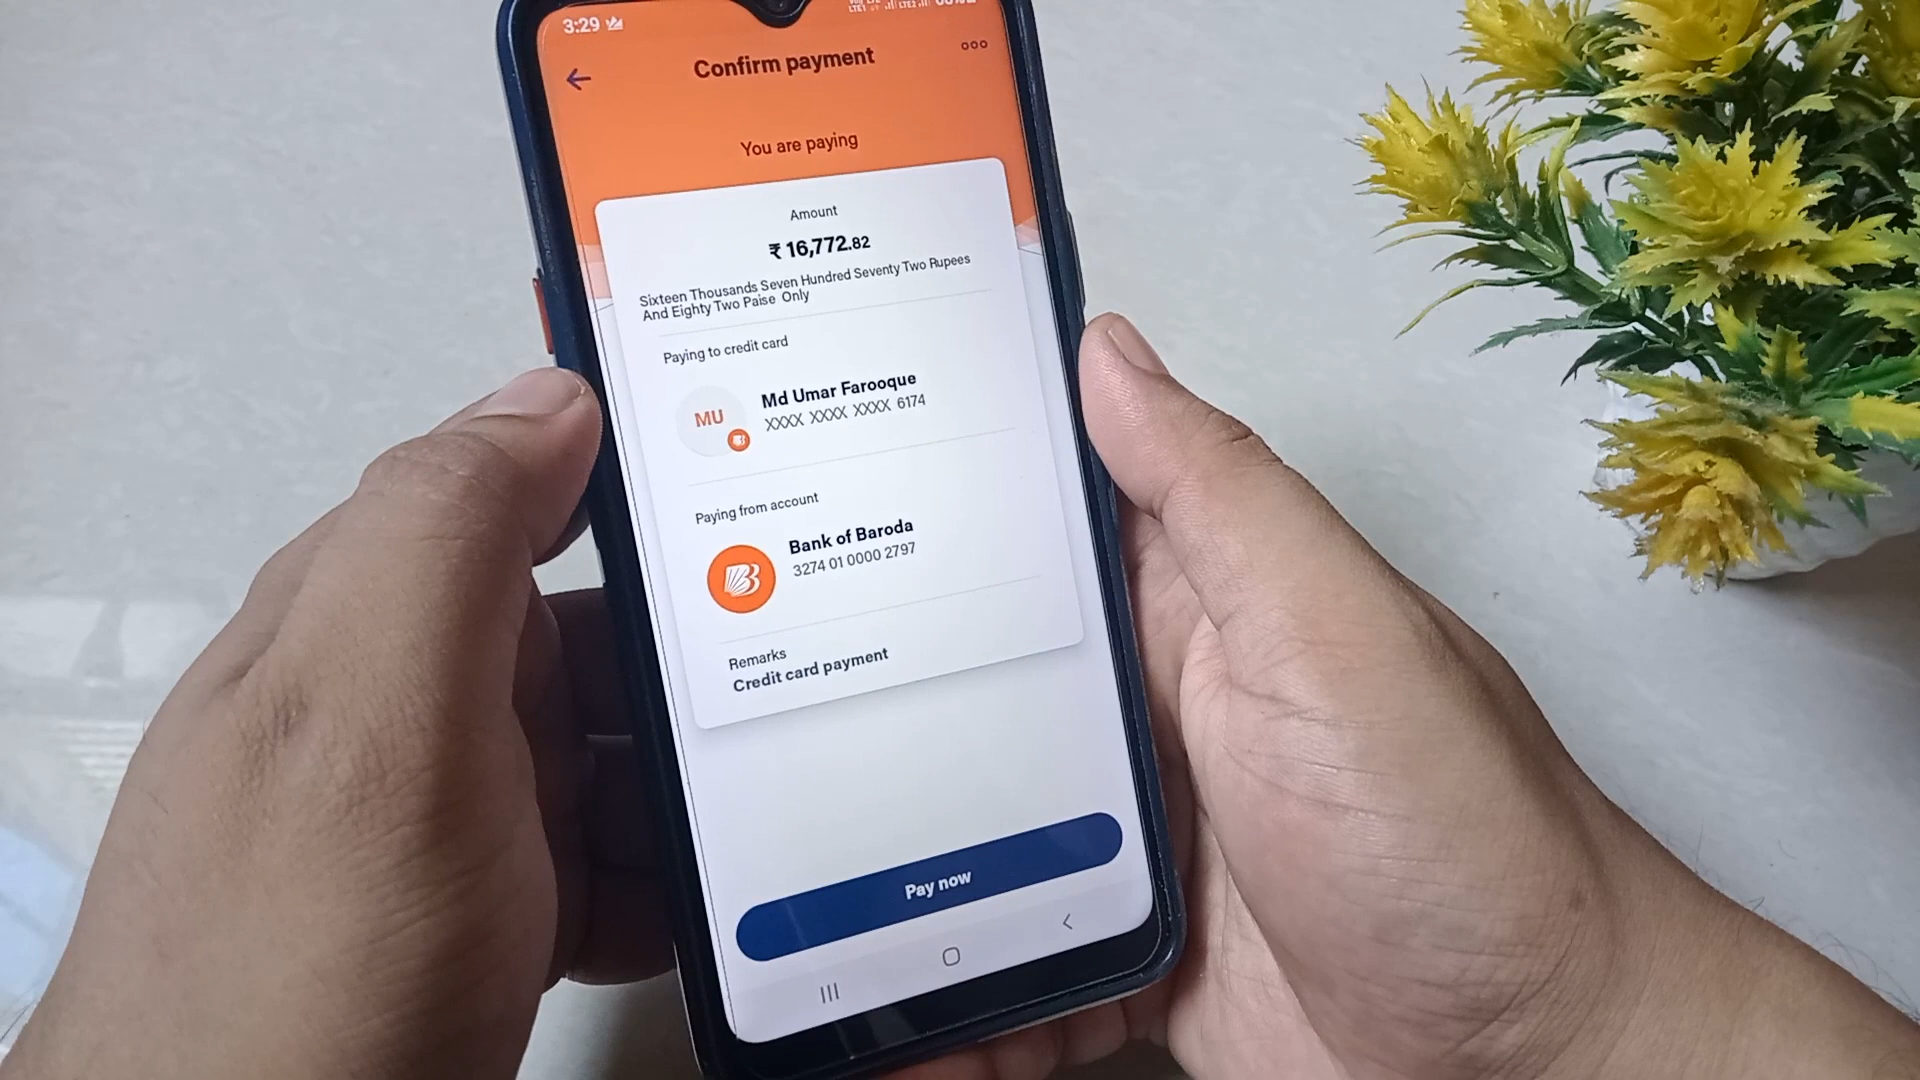 3:29
Confirm payment
You are paying
Amount
₹ 16,772.82
Sixteen Thousands Seven Hundred Seventy Two Rupees
And Eighty Two Paise Only
Paying to credit card
MU
Md Umar Farooque
XXXX XXXX XXXX 6174
Paying from account
Bank of Baroda
3274 01 0000 2797
Remarks
Credit card payment
Pay now